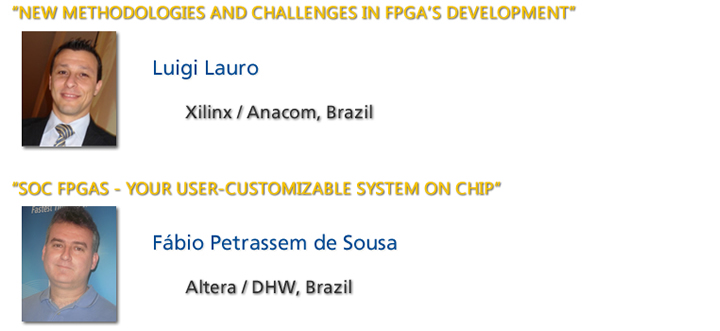 "NEW METHODOLOGIES AND CHALLENGES IN FPGA'S DEVELOPMENT"
Luigi Lauro
Xilinx / Anacom, Brazil
"SOC FPGAS - YOUR USER-CUSTOMIZABLE SYSTEM ON CHIP"
Fastest
Fábio Petrassem de Sousa
Altera / DHW, Brazil